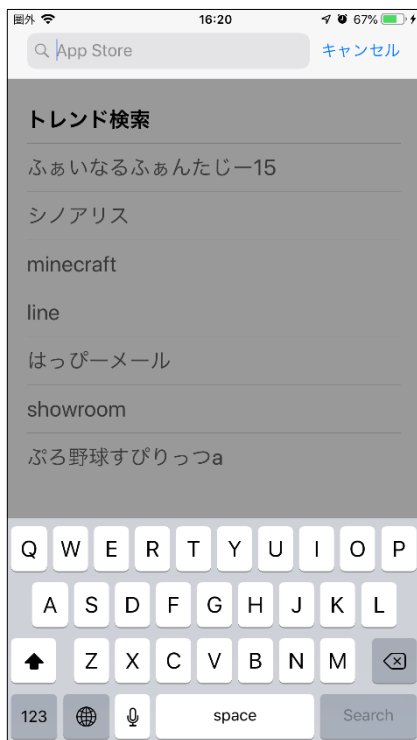 圏外 16:20 67%
App Store キャンセル
トレンド検索
ふぁいなるふぁんたじー15
シノアリス
minecraft
line
はっぴーメール
showroom
ぷろ野球すぴりっつa
Q W E R T Y U I O P
A S D F G H J K L
Z X C V B N M
123 space Search